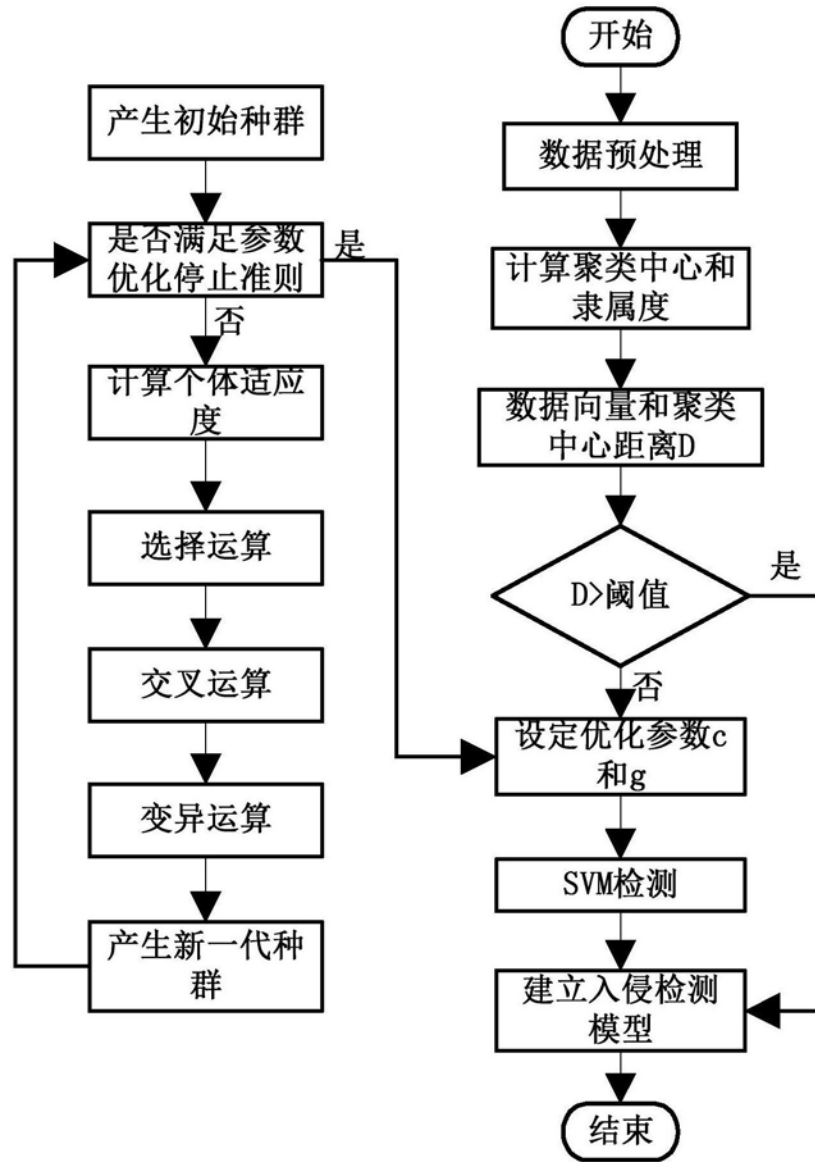 产生初始种群
是否满足参数
优化停止准则
是
否
计算个体适应
度
选择运算
交叉运算
变异运算
产生新一代种
群
开始
数据预处理
计算聚类中心和
隶属度
数据向量和聚类
中心距离D
D>阈值
是
否
设定优化参数c
和g
SVM检测
建立入侵检测
模型
结束